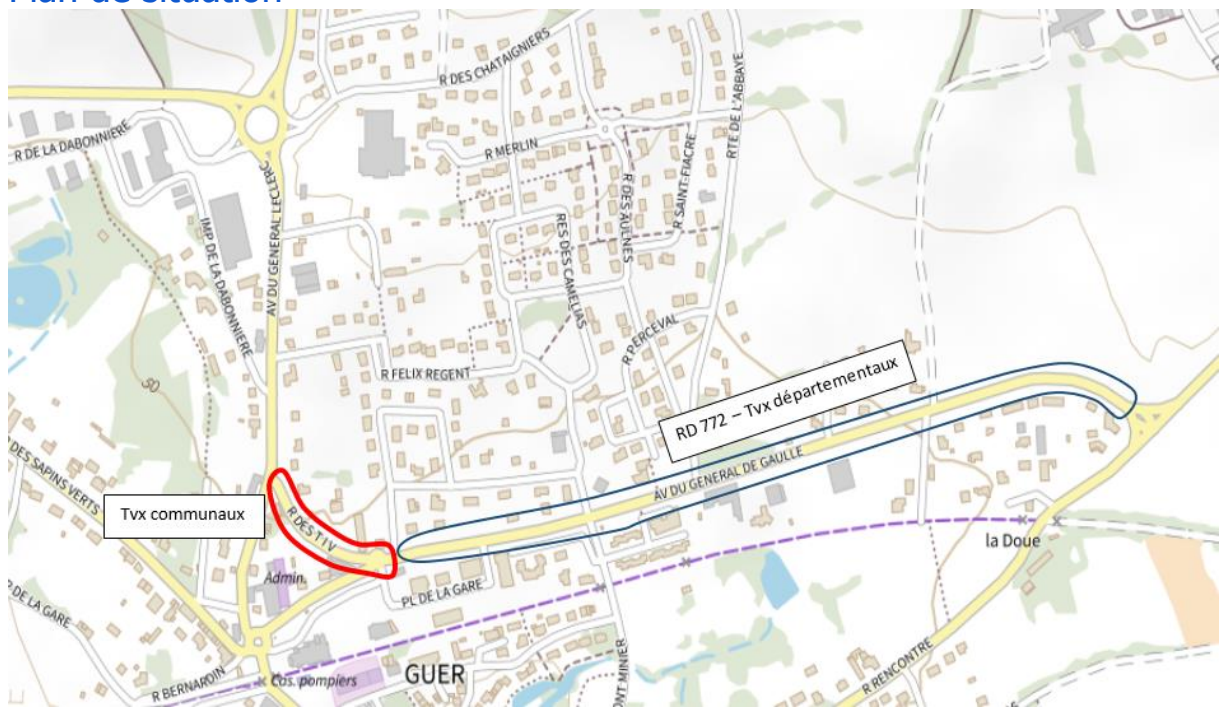 Plan de situation
R DES CHATAIGNIERS
R DE LA DABONNIERE
AV DU GENERAL LECLERC
R MERLIN
R DES AULNES
R SAINT-FIACRE
RTE DE L'ABBAYE
IMP DE LA DABONNIERE
RES DES CAMELIAS
50
R PERCEVAL
R FELIX REGENT
RD 772 – Tvx départementaux
AV DU GENERAL DE GAULLE
DES SAPINS VERTS
Tvx communaux
R DES T I V
la Doue
Admin.
PL DE LA GARE
DE LA GARE
GUER
R BERNARDIN
Cas. pompiers
ONT MINIER
R RENCONTRE